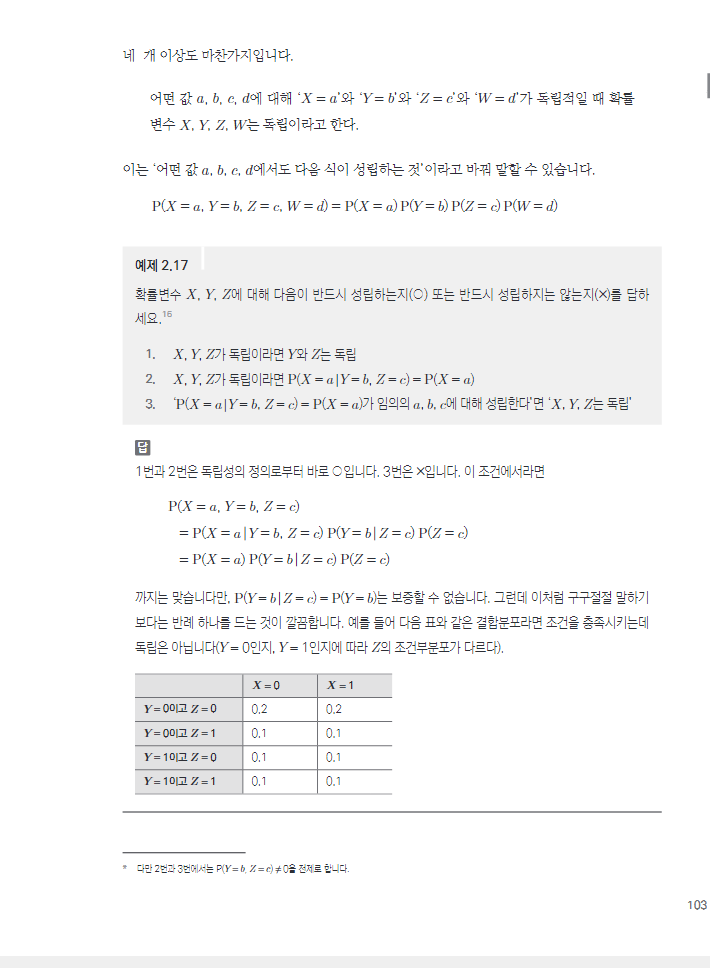 네 개 이상도 마찬가지입니다.
어떤 값 a, b, c, d에 대해 ‘X = a’와 ‘Y = b’와 ‘Z = c’와 ‘W = d’가 독립적일 때 확률
변수 X, Y, Z, W는 독립이라고 한다.
이는 ‘어떤 값 a, b, c, d에서도 다음 식이 성립하는 것’이라고 바꿔 말할 수 있습니다.
P(X = a, Y = b, Z = c, W = d) = P(X = a) P(Y = b) P(Z = c) P(W = d)
예제 2.17
확률변수 X, Y, Z에 대해 다음이 반드시 성립하는지(○) 또는 반드시 성립하지는 않는지(×)를 답하
세요.16
1. X, Y, Z가 독립이라면 Y와 Z는 독립
2. X, Y, Z가 독립이라면 P(X = a | Y = b, Z = c) = P(X = a)
3. ‘P(X = a | Y = b, Z = c) = P(X = a)가 임의의 a, b, c에 대해 성립한다’면 ‘X, Y, Z는 독립’
답
1번과 2번은 독립성의 정의로부터 바로 ○입니다. 3번은 ×입니다. 이 조건에서라면
P(X = a, Y = b, Z = c)
= P(X = a | Y = b, Z = c) P(Y = b | Z = c) P(Z = c)
= P(X = a) P(Y = b | Z = c) P(Z = c)
까지는 맞습니다만, P(Y = b | Z = c) = P(Y = b)는 보증할 수 없습니다. 그런데 이처럼 구구절절 말하기
보다는 반례 하나를 드는 것이 깔끔합니다. 예를 들어 다음 표와 같은 결합분포라면 조건을 충족시키는데
독립은 아닙니다(Y = 0인지, Y = 1인지에 따라 Z의 조건부분포가 다르다).
X = 0 X = 1
Y = 0이고 Z = 0 0.2 0.2
Y = 0이고 Z = 1 0.1 0.1
Y = 1이고 Z = 0 0.1 0.1
Y = 1이고 Z = 1 0.1 0.1
* 다만 2번과 3번에서는 P(Y = b, Z = c) ≠ 0을 전제로 합니다.
103